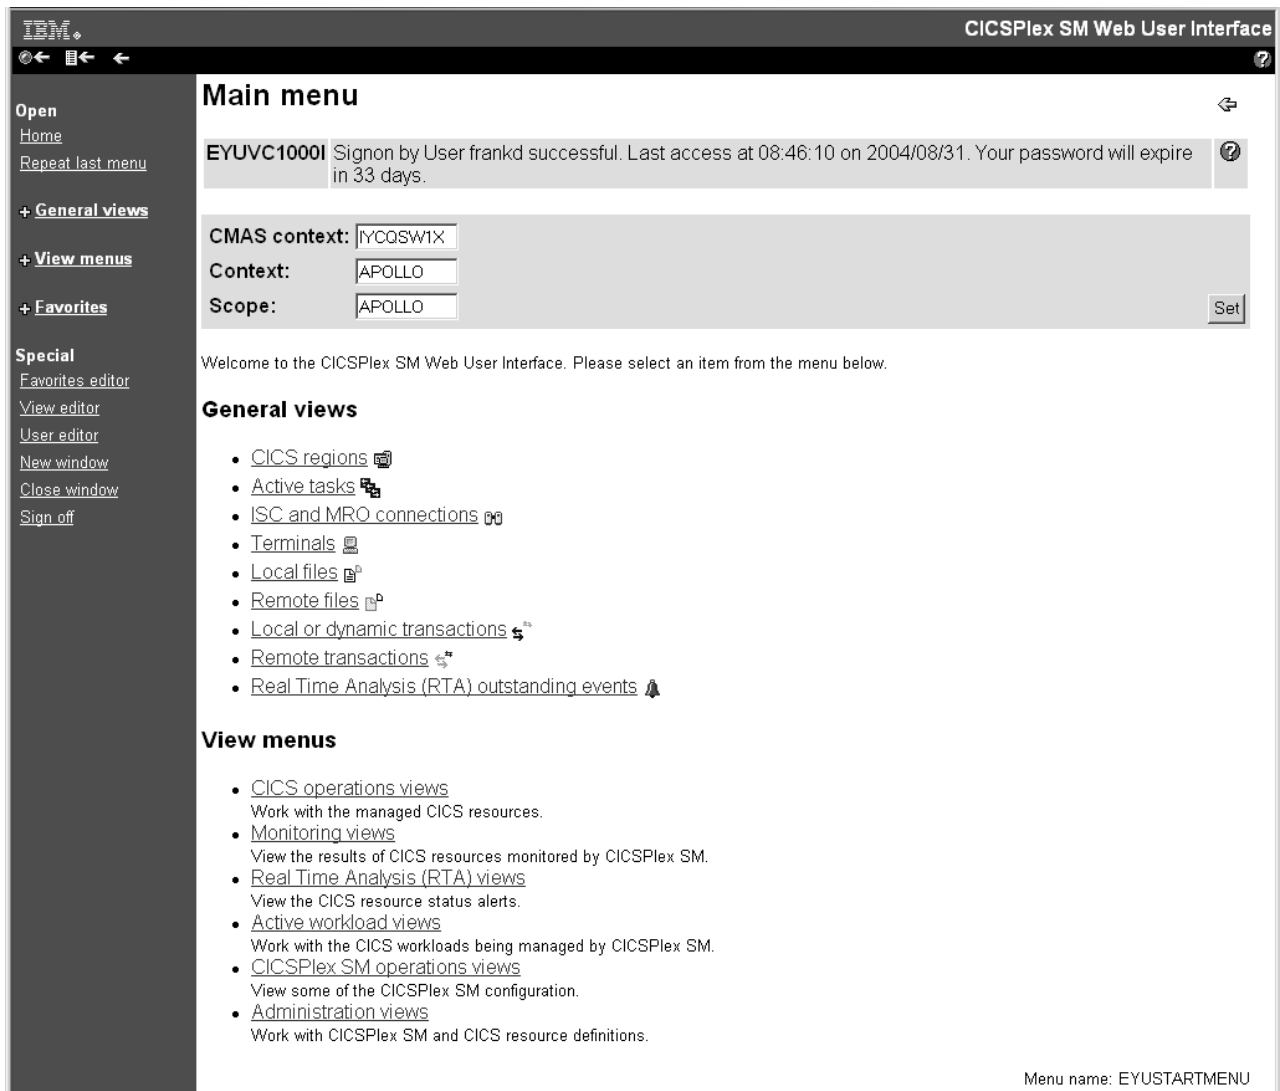 IBM.
CICSPlex SM Web User Interface
Main menu
Open
Home
Repeat last menu
General views
View menus
Favorites
Special
Favorites editor
View editor
User editor
New window
Close window
Sign off
EYUVC1000I Signon by User frankd successful. Last access at 08:46:10 on 2004/08/31. Your password will expire
in 33 days.
CMAS context: IYCQSW1X
Context: APOLLO
Scope: APOLLO
Set
Welcome to the CICSPlex SM Web User Interface. Please select an item from the menu below.
General views
CICS regions
Active tasks
ISC and MRO connections
Terminals
Local files
Remote files
Local or dynamic transactions
Remote transactions
Real Time Analysis (RTA) outstanding events
View menus
CICS operations views
Work with the managed CICS resources.
Monitoring views
View the results of CICS resources monitored by CICSPlex SM.
Real Time Analysis (RTA) views
View the CICS resource status alerts.
Active workload views
Work with the CICS workloads being managed by CICSPlex SM.
CICSPlex SM operations views
View some of the CICSPlex SM configuration.
Administration views
Work with CICSPlex SM and CICS resource definitions.
Menu name: EYUSTARTMENU